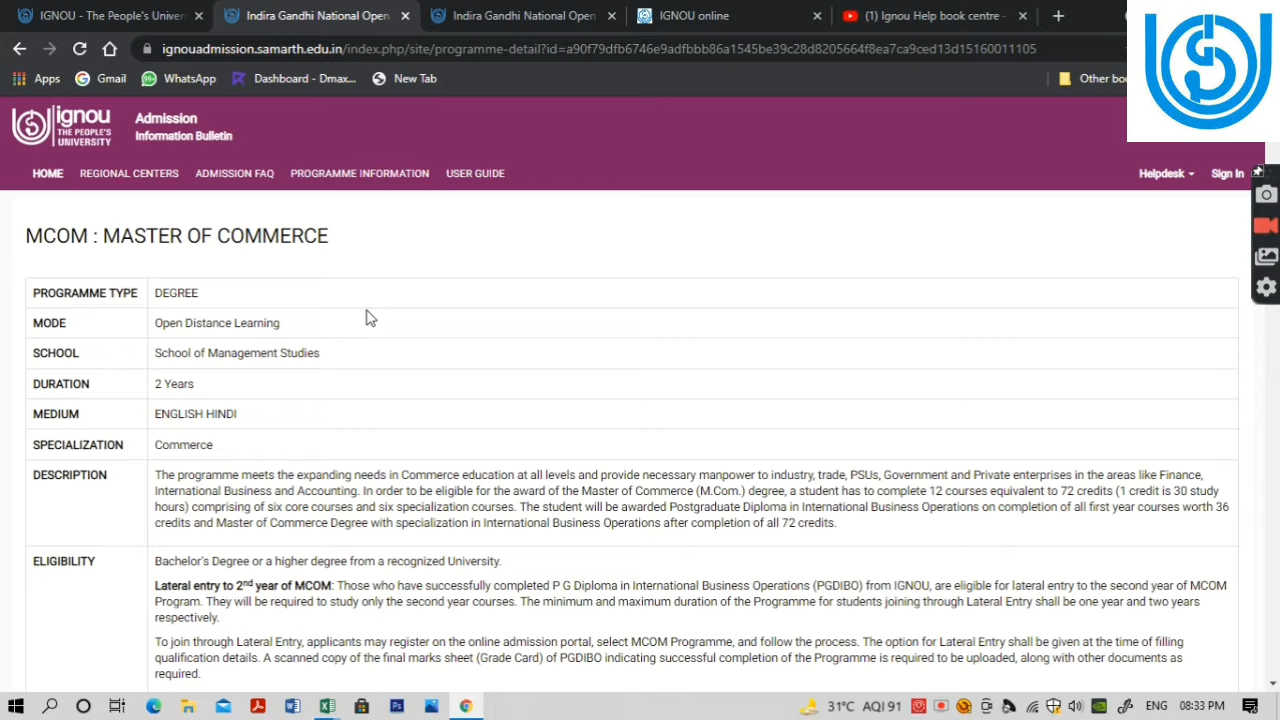 IGNOU - The People's Univer
Indira Gandhi National Open
Indira Gandhi National Open
IGNOU online
(1) Ignou Help book centre -
ignouadmission.samarth.edu.in/index.php/site/programme-detail?id=a90f79dfb6746e9adfbbb86a1545be39c28d8205664f8ea7ca9ced13d15160011105
Apps
Gmail
WhatsApp
Dashboard - Dmax...
New Tab
Other boo
ignou
THE PEOPLE'S
UNIVERSITY
Admission
Information Bulletin
HOME
REGIONAL CENTERS
ADMISSION FAQ
PROGRAMME INFORMATION
USER GUIDE
Helpdesk
Sign In
MCOM : MASTER OF COMMERCE
PROGRAMME TYPE DEGREE
MODE Open Distance Learning
SCHOOL School of Management Studies
DURATION 2 Years
MEDIUM ENGLISH HINDI
SPECIALIZATION Commerce
DESCRIPTION The programme meets the expanding needs in Commerce education at all levels and provide necessary manpower to industry, trade, PSUs, Government and Private enterprises in the areas like Finance,
International Business and Accounting. In order to be eligible for the award of the Master of Commerce (M.Com.) degree, a student has to complete 12 courses equivalent to 72 credits (1 credit is 30 study
hours) comprising of six core courses and six specialization courses. The student will be awarded Postgraduate Diploma in International Business Operations on completion of all first year courses worth 36
credits and Master of Commerce Degree with specialization in International Business Operations after completion of all 72 credits.
ELIGIBILITY Bachelor's Degree or a higher degree from a recognized University.
Lateral entry to 2nd year of MCOM: Those who have successfully completed P G Diploma in International Business Operations (PGDIBO) from IGNOU, are eligible for lateral entry to the second year of MCOM
Program. They will be required to study only the second year courses. The minimum and maximum duration of the Programme for students joining through Lateral Entry shall be one year and two years
respectively.
To join through Lateral Entry, applicants may register on the online admission portal, select MCOM Programme, and follow the process. The option for Lateral Entry shall be given at the time of filling
qualification details. A scanned copy of the final marks sheet (Grade Card) of PGDIBO indicating successful completion of the Programme is required to be uploaded, along with other documents as
required.
31°C AQI 91
ENG
08:33 PM